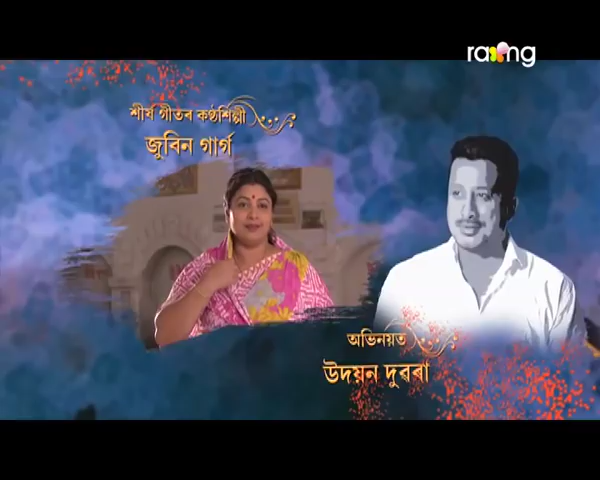 rang
শীৰ্ষ গীতৰ কণ্ঠশিল্পী
জুবিন গাৰ্গ
অভিনয়ত
উদয়ন দুৱৰা